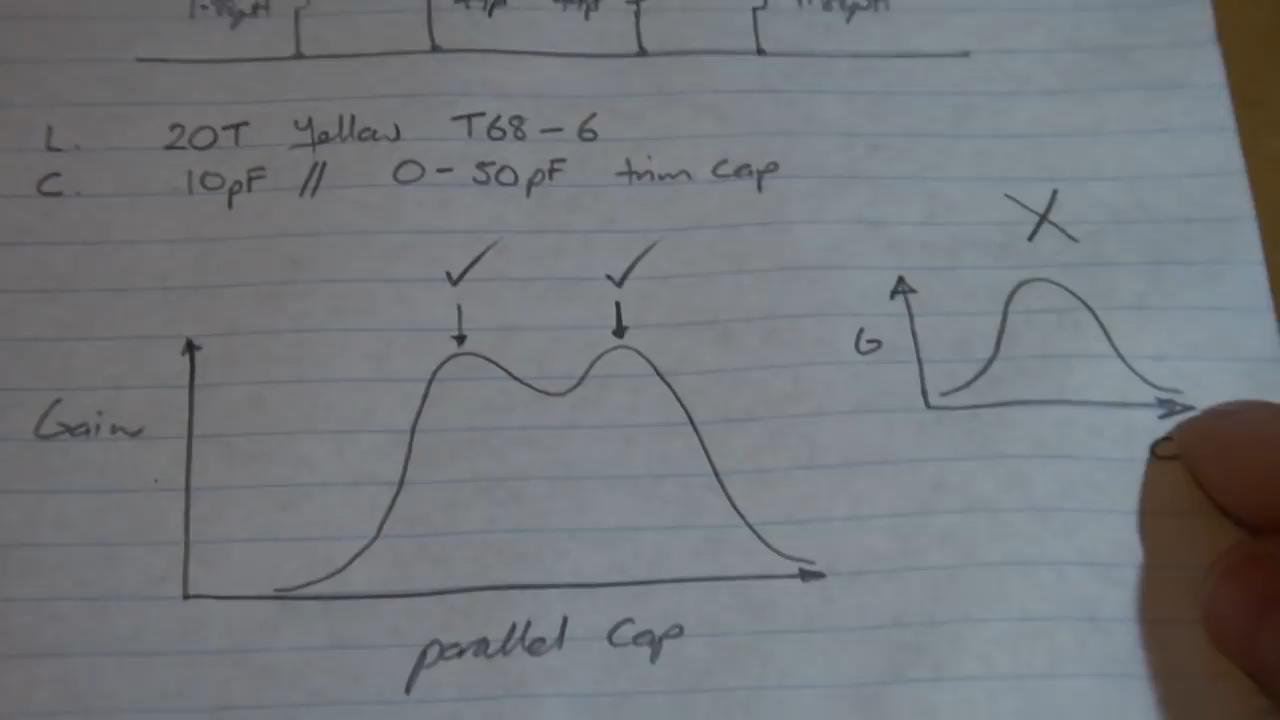 L. 20T Yellow T68-6
C. 10pF // 0-50pF trim cap
X
G
Gain
C
parallel Cap